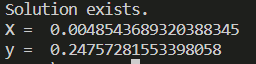 Solution exists.
X =  0.0048543689320388345
y =  0.24757281553398058